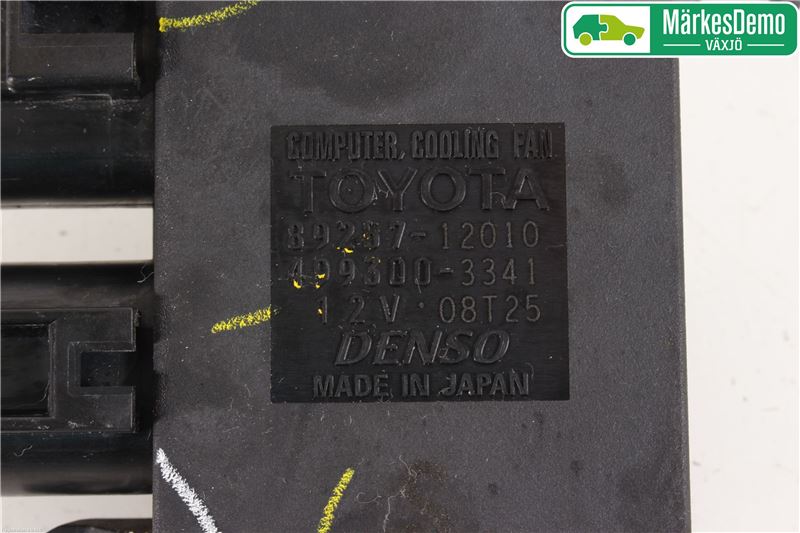 MärkesDemo
VÄXJÖ
COMPUTER, COOLING FAN
TOYOTA
89257-12010
499300-3341
12V 08T25
DENSO
MADE IN JAPAN